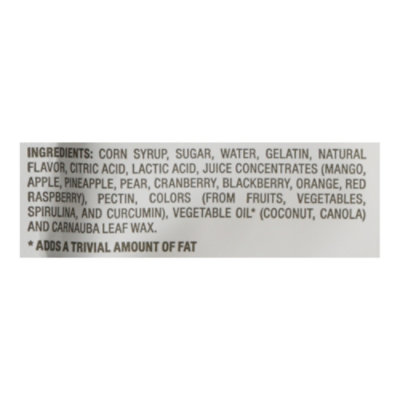 INGREDIENTS: CORN SYRUP, SUGAR, WATER, GELATIN, NATURAL
FLAVOR, CITRIC ACID, LACTIC ACID, JUICE CONCENTRATES (MANGO,
APPLE, PINEAPPLE, PEAR, CRANBERRY, BLACKBERRY, ORANGE, RED
RASPBERRY), PECTIN, COLORS (FROM FRUITS, VEGETABLES,
SPIRULINA, AND CURCUMIN), VEGETABLE OIL* (COCONUT, CANOLA)
AND CARNAUBA LEAF WAX.
* ADDS A TRIVIAL AMOUNT OF FAT